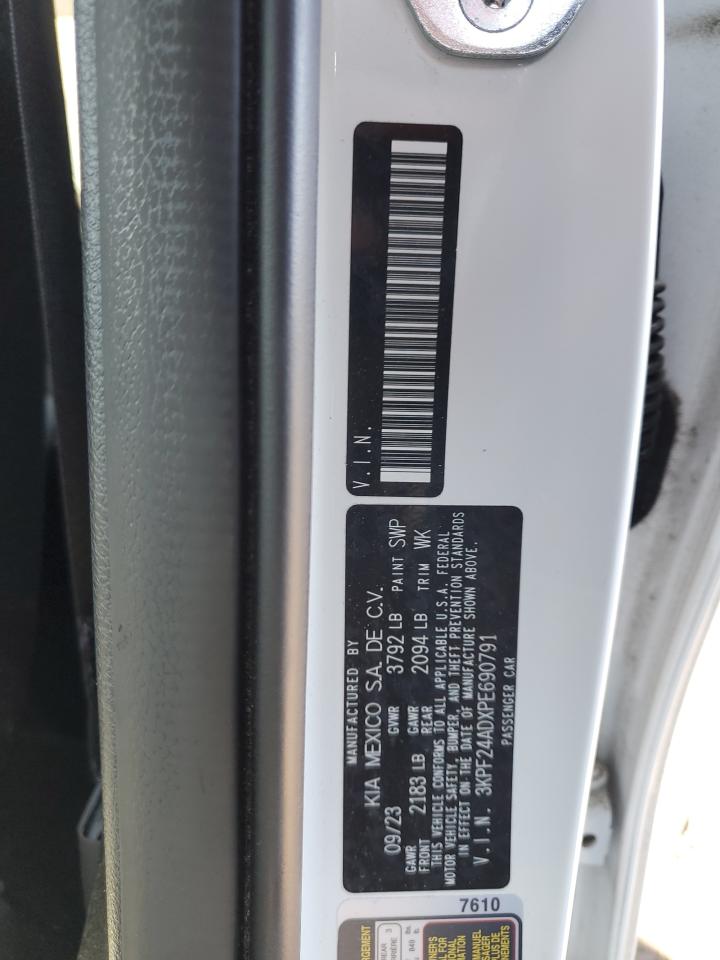 V.I.N.
MANUFACTURED BY
KIA MEXICO S.A. DE C.V.
09/23 GVWR 3792 LB PAINT SWP
GAWR FRONT 2183 LB GAWR REAR 2094 LB TRIM WK
THIS VEHICLE CONFORMS TO ALL APPLICABLE U.S.A. FEDERAL
MOTOR VEHICLE SAFETY, BUMPER, AND THEFT PREVENTION STANDARDS
IN EFFECT ON THE DATE OF MANUFACTURE SHOWN ABOVE.
V.I.N. 3KPF24ADXPE690791
PASSENGER CAR
7610